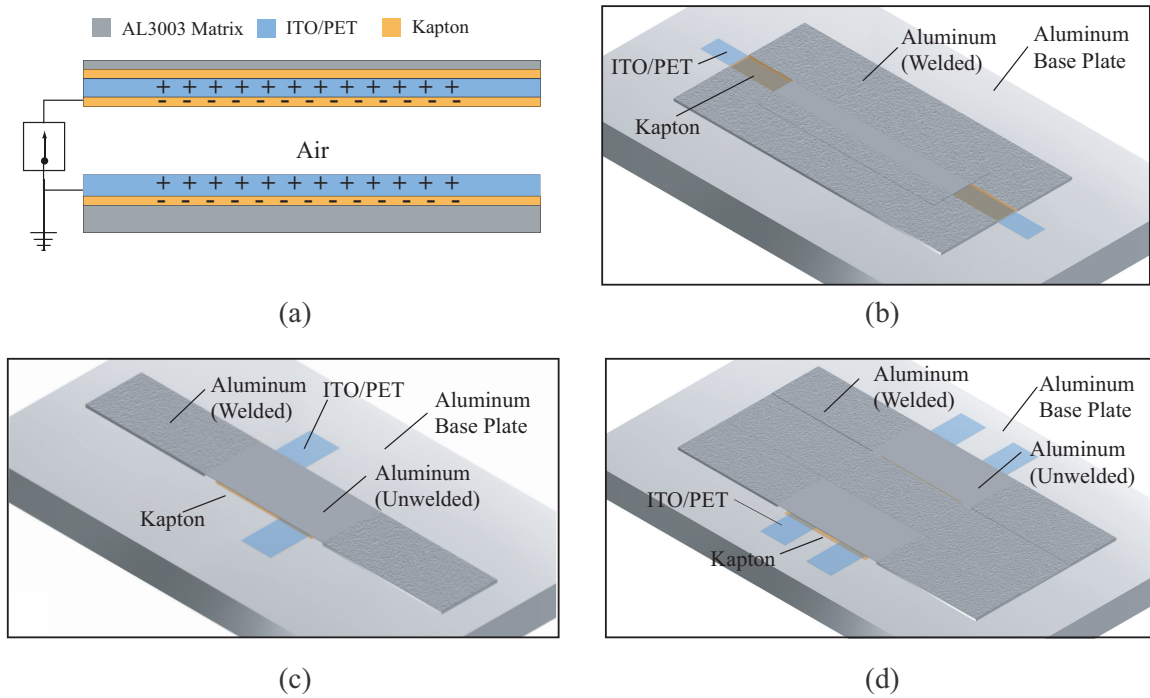 AL3003 Matrix ITO/PET Kapton
+ + + + + + + + + + + +
- - - - - - - - - - - -
Air
+ + + + + + + + + + + +
- - - - - - - - - - - -
(a)
ITO/PET
Kapton
Aluminum
(Welded)
Aluminum
Base Plate
(b)
Aluminum
(Welded)
ITO/PET
Aluminum
Base Plate
Aluminum
(Unwelded)
Kapton
(c)
Aluminum
(Welded)
Aluminum
Base Plate
Aluminum
(Unwelded)
ITO/PET
Kapton
(d)